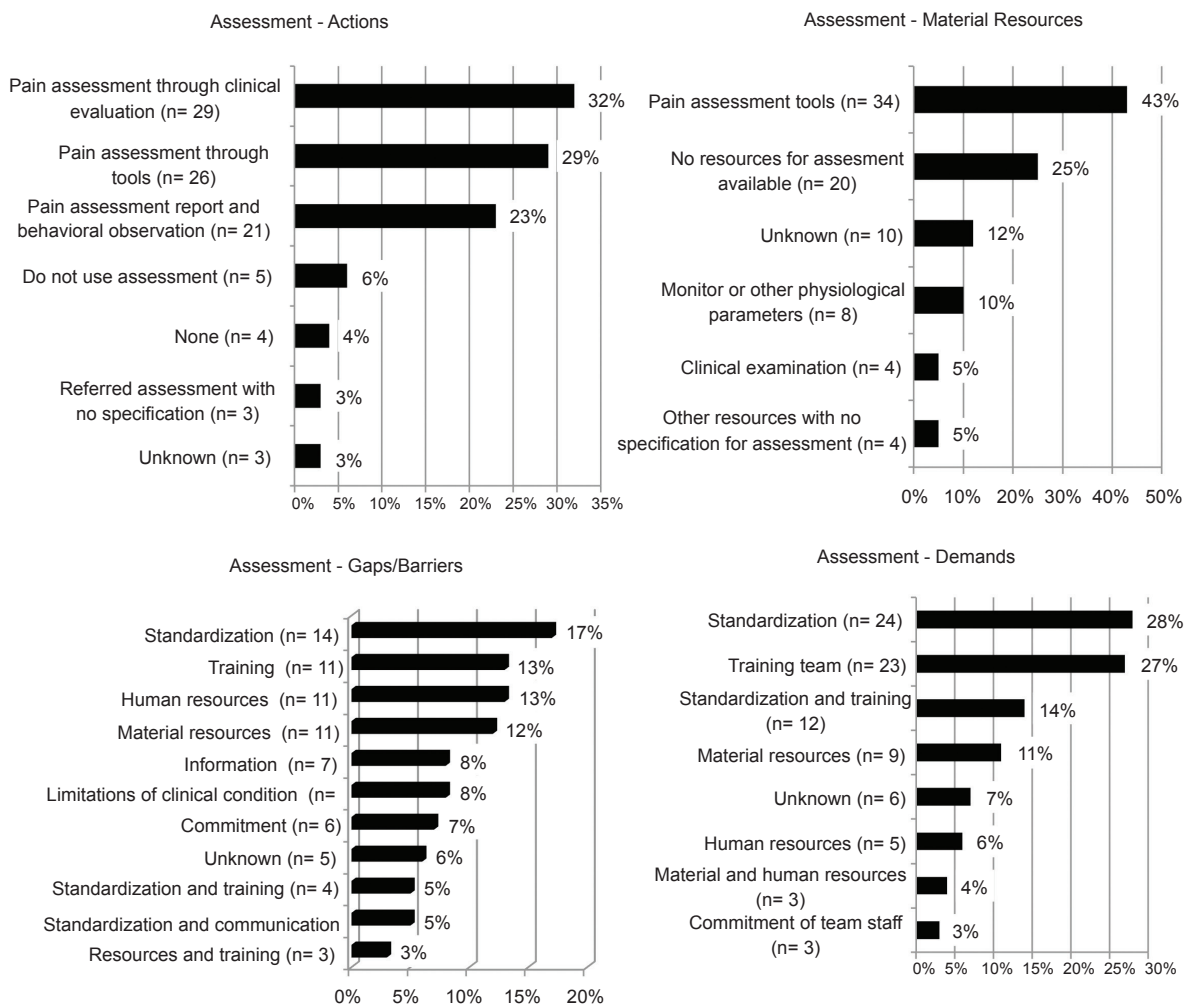 Assessment - Actions
Pain assessment through clinical
evaluation (n= 29)
32%
Pain assessment through
tools (n= 26)
29%
Pain assessment report and
behavioral observation (n= 21)
23%
Do not use assessment (n= 5)
6%
None (n= 4)
4%
Referred assessment with
no specification (n= 3)
3%
Unknown (n= 3)
3%
0% 5% 10% 15% 20% 25% 30% 35%
Assessment - Material Resources
Pain assessment tools (n= 34)
43%
No resources for assesment
available (n= 20)
25%
Unknown (n= 10)
12%
Monitor or other physiological
parameters (n= 8)
10%
Clinical examination (n= 4)
5%
Other resources with no
specification for assessment (n= 4)
5%
0% 10% 20% 30% 40% 50%
Assessment - Gaps/Barriers
Standardization (n= 14)
17%
Training (n= 11)
13%
Human resources (n= 11)
13%
Material resources (n= 11)
12%
Information (n= 7)
8%
Limitations of clinical condition (n=
8%
Commitment (n= 6)
7%
Unknown (n= 5)
6%
Standardization and training (n= 4)
5%
Standardization and communication
5%
Resources and training (n= 3)
3%
0% 5% 10% 15% 20%
Assessment - Demands
Standardization (n= 24)
28%
Training team (n= 23)
27%
Standardization and training
(n= 12)
14%
Material resources (n= 9)
11%
Unknown (n= 6)
7%
Human resources (n= 5)
6%
Material and human resources
(n= 3)
4%
Commitment of team staff
(n= 3)
3%
0% 5% 10% 15% 20% 25% 30%